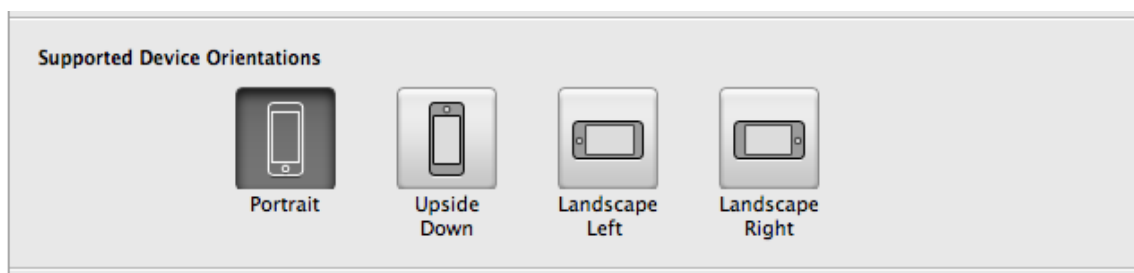 Supported Device Orientations
Portrait
Upside
Down
Landscape
Left
Landscape
Right